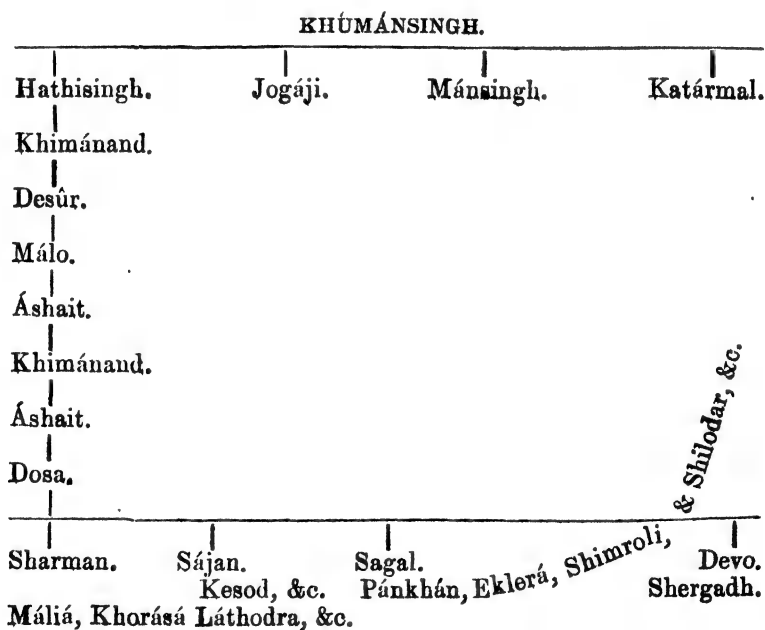 KHÚMÁNSINGH.
Hathisingh. Jogáji. Mánsingh. Katármal.
Khimánand.
Desûr.
Málo.
Áshait.
Khimánand.
Áshait.
Dosa.
Sharman. Sájan. Sagal. Devo.
Kesod, &c. Pánkhán, Eklerá, Shimroli, & Shilodar, &c. Shergadh.
Máliá, Khorásá Láthodra, &c.